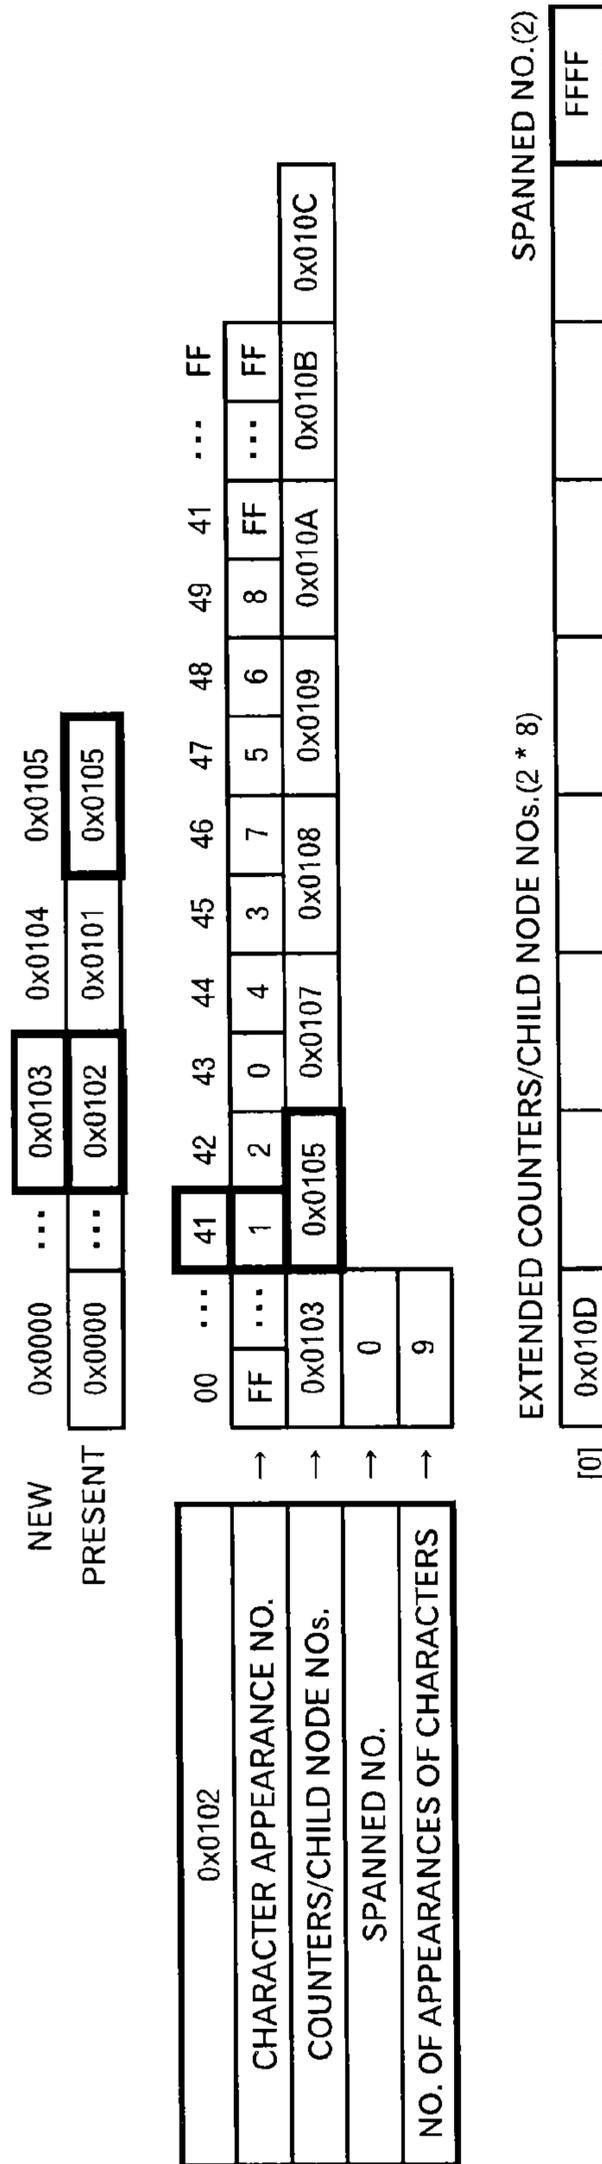 NEW 0x0000 ... 0x0103 0x0104 0x0105
PRESENT 0x0000 ... 0x0102 0x0101 0x0105
00 ... 41 42 43 44 45 46 47 48 49 41 ... FF
0x0102
CHARACTER APPEARANCE NO. → FF ... 1 2 0 4 3 7 5 6 8 FF ... FF
COUNTERS/CHILD NODE NOs. → 0x0103 0x0105 0x0107 0x0108 0x0109 0x010A 0x010B 0x010C
SPANNED NO. → 0
NO. OF APPEARANCES OF CHARACTERS → 9
EXTENDED COUNTERS/CHILD NODE NOs.(2 * 8) SPANNED NO.(2)
[0] 0x010D FFFF